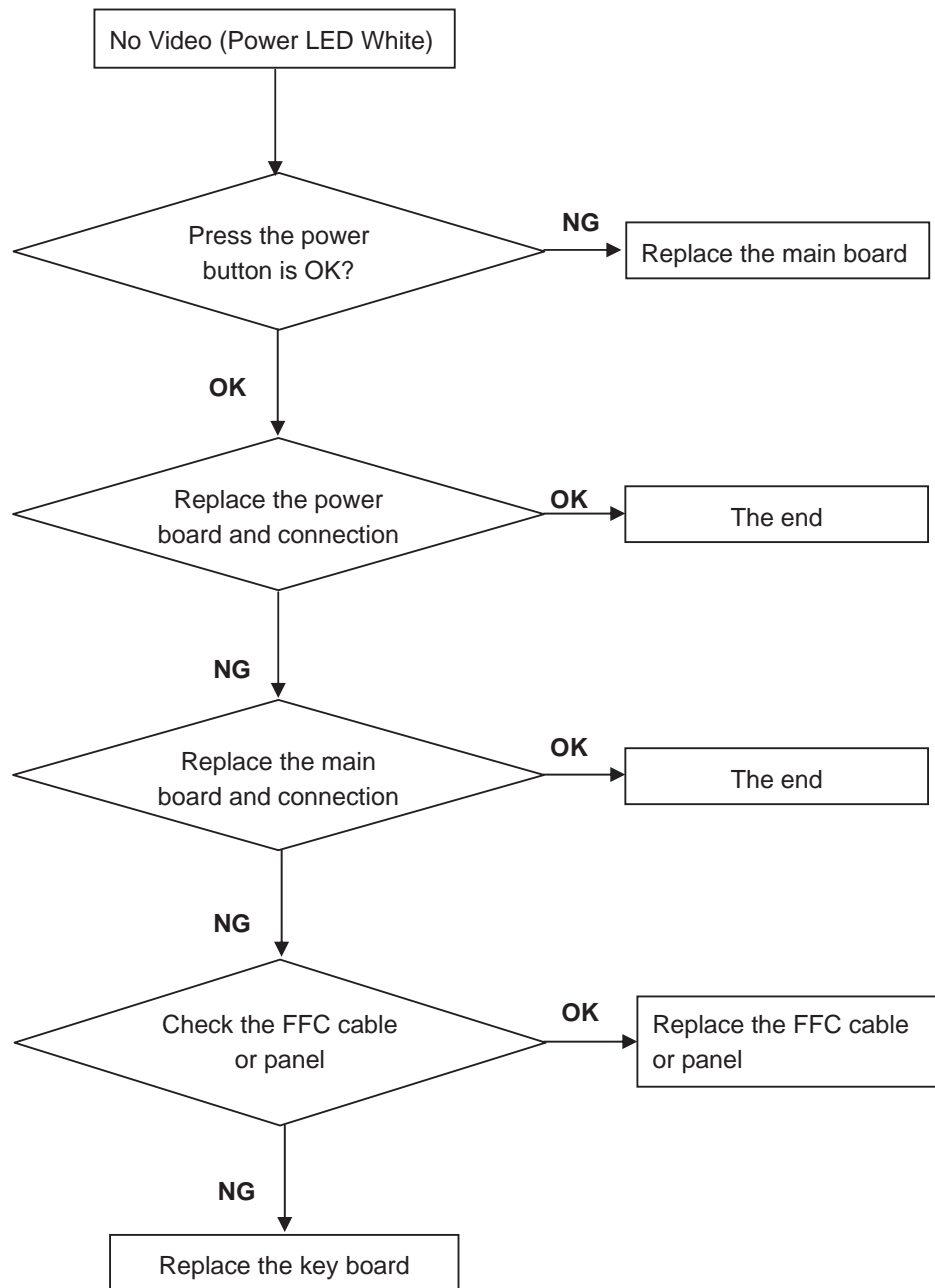 No Video (Power LED White)
Press the power
button is OK?
NG
Replace the main board
OK
Replace the power
board and connection
OK
The end
NG
Replace the main
board and connection
OK
The end
NG
Check the FFC cable
or panel
OK
Replace the FFC cable
or panel
NG
Replace the key board